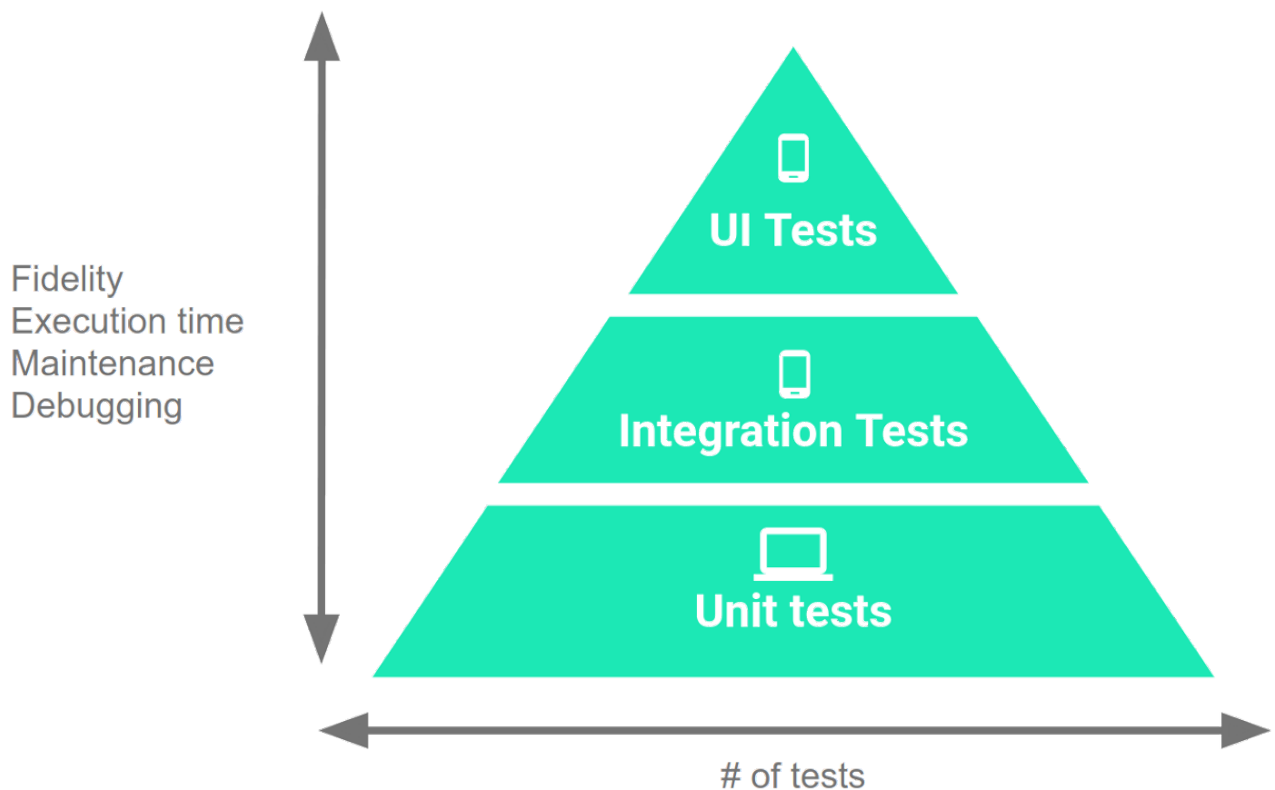 UI Tests
Fidelity
Execution time
Maintenance
Debugging
Integration Tests
Unit tests
# of tests